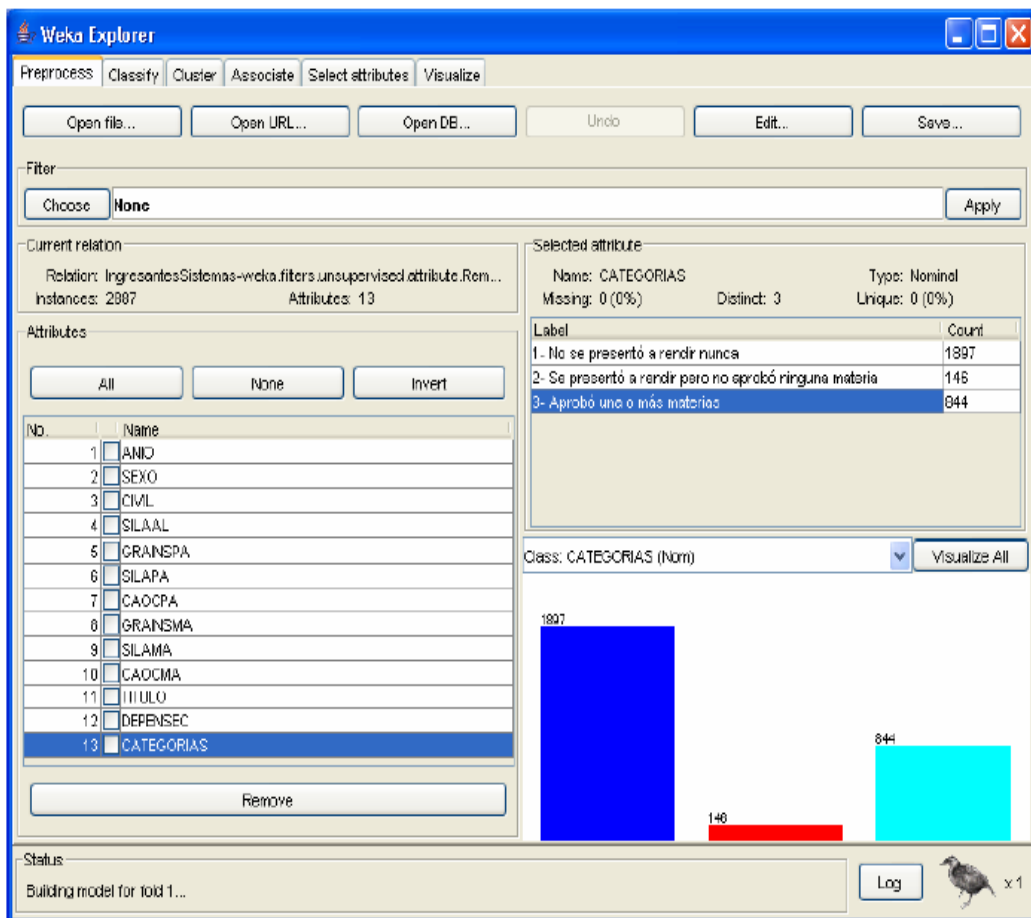 Weka Explorer
Preprocess Classify Cluster Associate Select attributes Visualize
Open file... Open URL... Open DB... Undo Edit... Save...
Filter
Choose None Apply
Current relation
Relation: IngresantesSistemas-weka.filters.unsupervised.attribute.Rem...
Instances: 2887 Attributes: 13
Attributes
All None Invert
No. Name
1 ANIO
2 SEXO
3 CIVIL
4 SILAAL
5 GRAINSPA
6 SILAPA
7 CAOCPA
8 GRAINSMA
9 SILAMA
10 CAOCMA
11 TITULO
12 DEPENSEC
13 CATEGORIAS
Remove
Selected attribute
Name: CATEGORIAS Type: Nominal
Missing: 0 (0%) Distinct: 3 Unique: 0 (0%)
Label Count
1- No se presentó a rendir nunca 1897
2- Se presentó a rendir pero no aprobó ninguna materia 146
3- Aprobó una o más materias 844
Class: CATEGORIAS (Nom) Visualize All
1897
146
844
Status
Building model for fold 1...
Log x 1